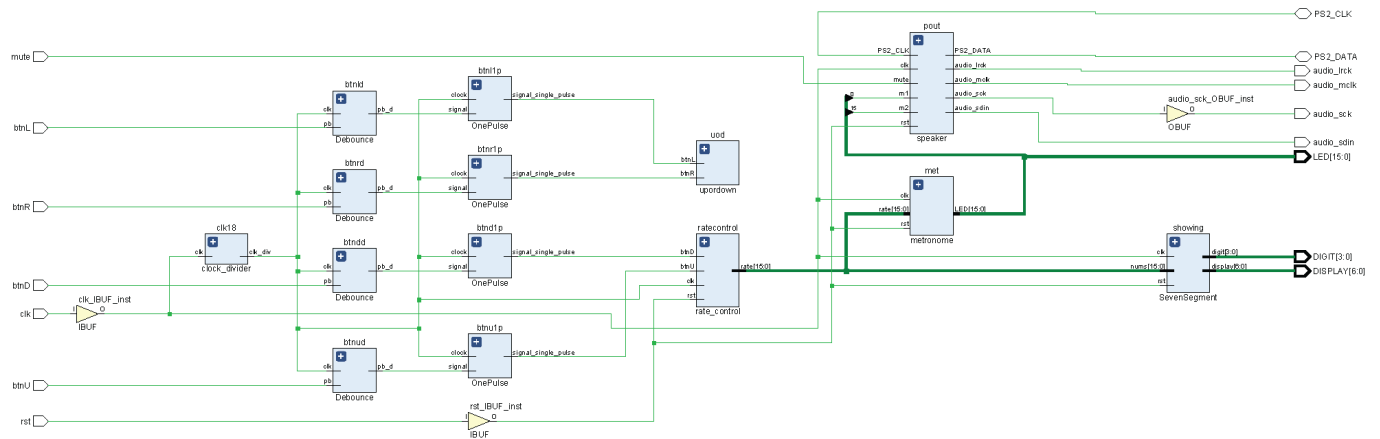 mute
btnL
btnR
btnD
clk
btnU
rst
clk_IBUF_inst
I
O
IBUF
clk18
clk
clk_div
clock_divider
btnld
clk
pb
pb_d
Debounce
btnrd
clk
pb
pb_d
Debounce
btndd
clk
pb
pb_d
Debounce
btnud
clk
pb
pb_d
Debounce
btnl1p
clock
signal
signal_single_pulse
OnePulse
btnr1p
clock
signal
signal_single_pulse
OnePulse
btnd1p
clock
signal
signal_single_pulse
OnePulse
btnu1p
clock
signal
signal_single_pulse
OnePulse
rst_IBUF_inst
I
O
IBUF
uod
btnL
btnR
upordown
ratecontrol
btnD
btnU
clk
rst
rate[15:0]
rate_control
pout
PS2_CLK
clk
mute
m1
m2
rst
PS2_DATA
audio_lrck
audio_mclk
audio_sck
audio_sdin
speaker
met
clk
rate[15:0]
rst
LED[15:0]
metronome
audio_sck_OBUF_inst
I
O
OBUF
showing
clk
nums[15:0]
rst
digit[3:0]
display[6:0]
SevenSegment
PS2_CLK
PS2_DATA
audio_lrck
audio_mclk
audio_sck
audio_sdin
LED[15:0]
DIGIT[3:0]
DISPLAY[6:0]